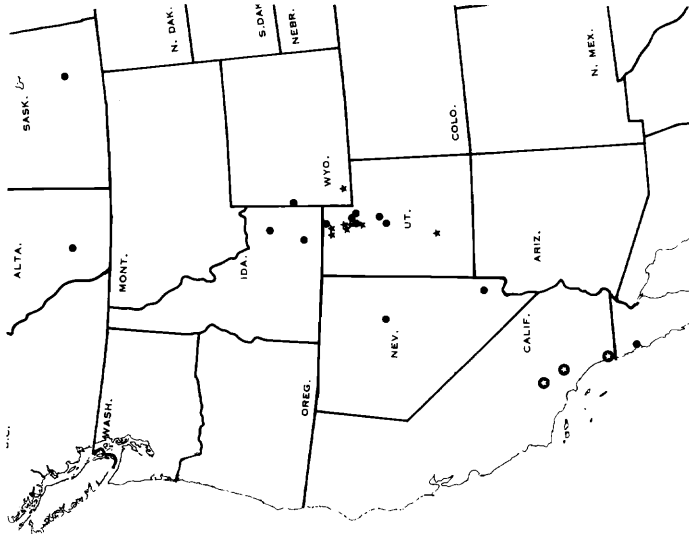 N. DAK.
S.DAK
NEBR.
SASK.
N. MEX.
COLO.
WYO.
ALTA.
MONT.
IDA.
UT.
ARIZ.
NEV.
CALIF.
WASH.
OREG.